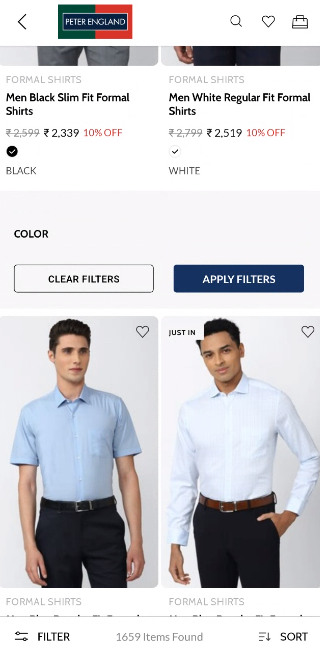 PETER ENGLAND
FORMAL SHIRTS
Men Black Slim Fit Formal
Shirts
₹ 2,599 ₹ 2,339 10% OFF
BLACK
FORMAL SHIRTS
Men White Regular Fit Formal
Shirts
₹ 2,799 ₹ 2,519 10% OFF
WHITE
COLOR
CLEAR FILTERS
APPLY FILTERS
JUST IN
FORMAL SHIRTS
FORMAL SHIRTS
FILTER
1659 Items Found
SORT